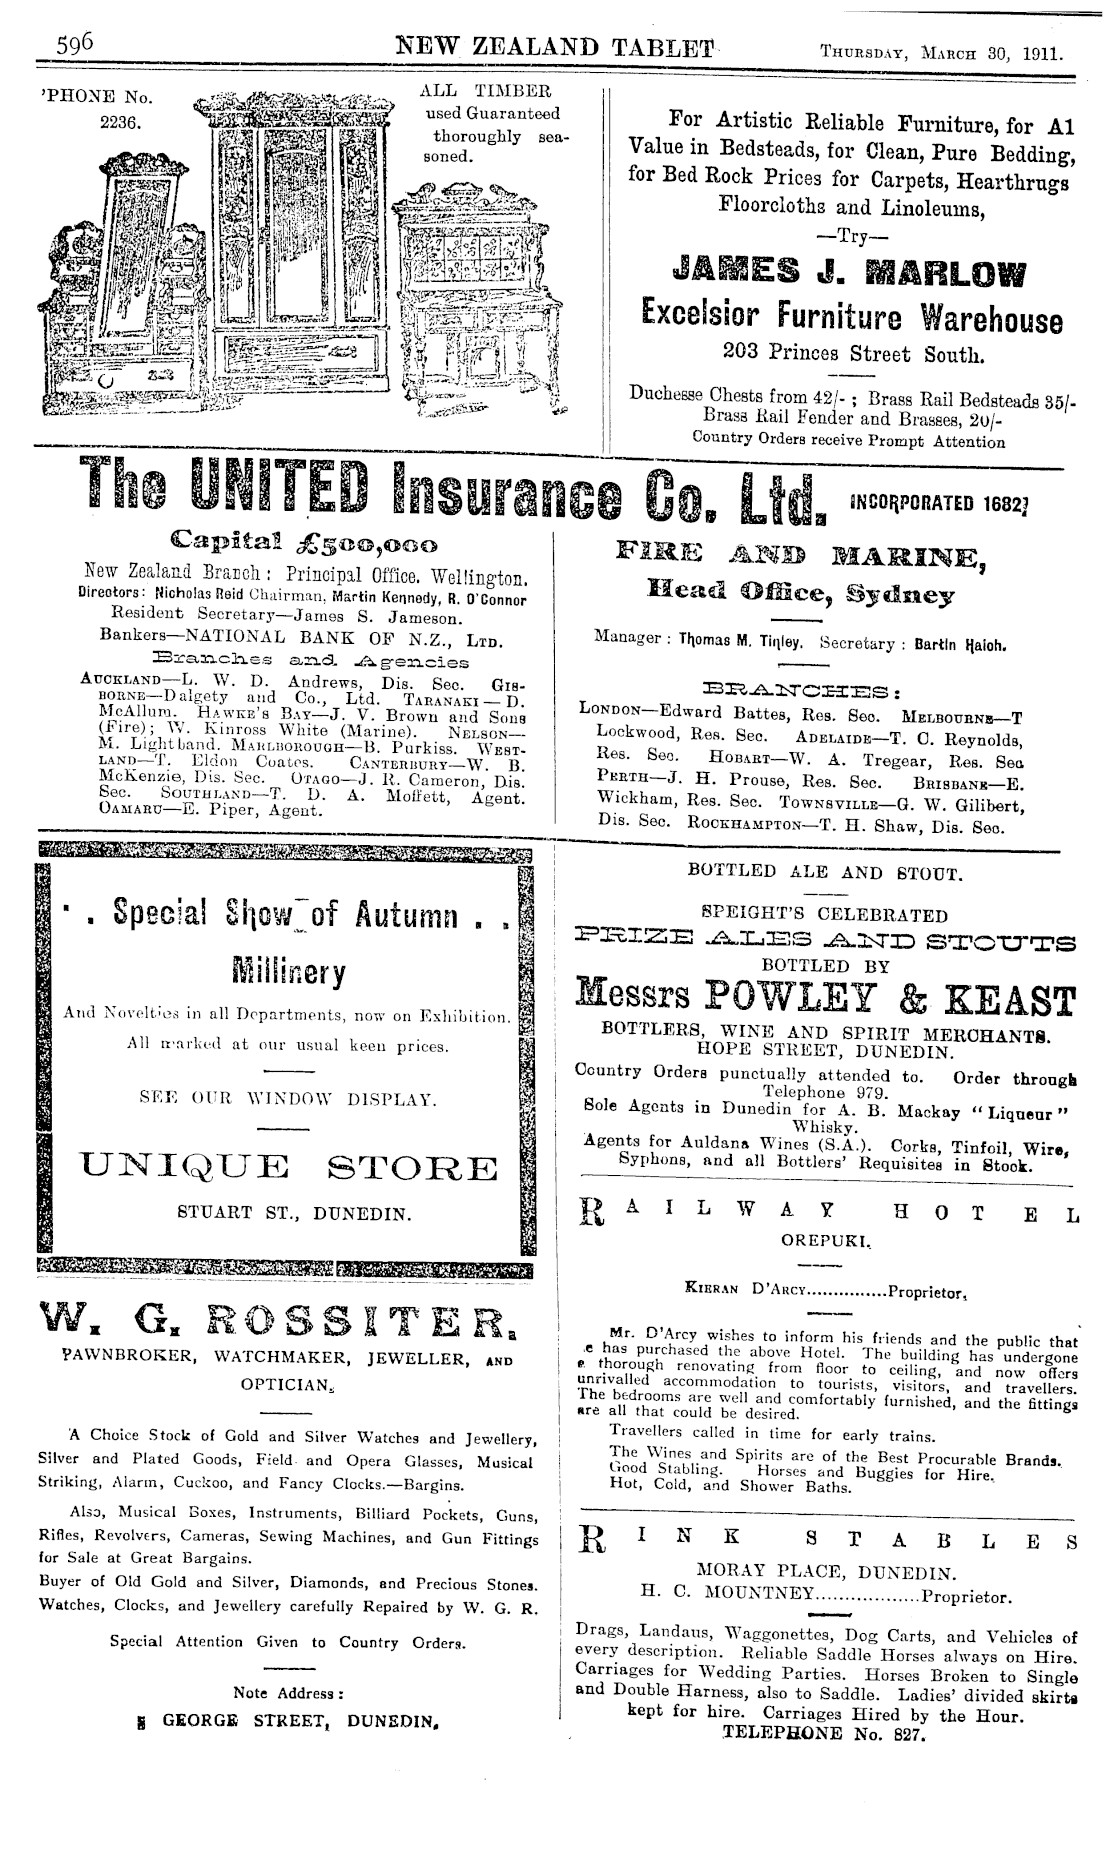 596
NEW ZEALAND TABLET
THURSDAY, MARCH 30, 1911.
'PHONE No.
2236.
ALL TIMBER
used Guaranteed
thoroughly sea-
soned.
For Artistic Reliable Furniture, for A1
Value in Bedsteads, for Clean, Pure Bedding,
for Bed Rock Prices for Carpets, Hearthrugs
Floorcloths and Linoleums,
—Try—
JAMES J. MARLOW
Excelsior Furniture Warehouse
203 Princes Street South.
Duchesse Chests from 42/- ; Brass Rail Bedsteads 35/-
Brass Rail Fender and Brasses, 20/-
Country Orders receive Prompt Attention
The UNITED Insurance Co. Ltd. INCORPORATED 1682
Capital £500,000
New Zealand Branch: Principal Office, Wellington.
Directors: Nicholas Reid Chairman, Martin Kennedy, R. O'Connor
Resident Secretary—James S. Jameson.
Bankers—NATIONAL BANK OF N.Z., LTD.
Branches and Agencies
AUCKLAND—L. W. D. Andrews, Dis. Sec. GIS-
BORNE—Dalgety and Co., Ltd. TARANAKI—D.
McAllum. HAWKE'S BAY—J. V. Brown and Sons
(Fire); W. Kinross White (Marine). NELSON—
M. Lightband. MARLBOROUGH—B. Purkiss. WEST-
LAND—T. Eldon Coates. CANTERBURY—W. B.
McKenzie, Dis. Sec. OTAGO—J. R. Cameron, Dis.
Sec. SOUTHLAND—T. D. A. Moffett, Agent.
OAMARU—E. Piper, Agent.
FIRE AND MARINE,
Head Office, Sydney
Manager: Thomas M. Tinley. Secretary: Bartin Haigh.
BRANCHES:
LONDON—Edward Battes, Res. Sec. MELBOURNE—T
Lockwood, Res. Sec. ADELAIDE—T. C. Reynolds,
Res. Sec. HOBART—W. A. Tregear, Res. Sec
PERTH—J. H. Prouse, Res. Sec. BRISBANE—E.
Wickham, Res. Sec. TOWNSVILLE—G. W. Gilibert,
Dis. Sec. ROCKHAMPTON—T. H. Shaw, Dis. Sec.
. . Special Show of Autumn . .
Millinery
And Novelties in all Departments, now on Exhibition.
All marked at our usual keen prices.
SEE OUR WINDOW DISPLAY.
UNIQUE STORE
STUART ST., DUNEDIN.
W. G. ROSSITER.
PAWNBROKER, WATCHMAKER, JEWELLER, AND
OPTICIAN.
A Choice Stock of Gold and Silver Watches and Jewellery,
Silver and Plated Goods, Field and Opera Glasses, Musical
Striking, Alarm, Cuckoo, and Fancy Clocks.—Bargins.
Also, Musical Boxes, Instruments, Billiard Pockets, Guns,
Rifles, Revolvers, Cameras, Sewing Machines, and Gun Fittings
for Sale at Great Bargains.
Buyer of Old Gold and Silver, Diamonds, and Precious Stones.
Watches, Clocks, and Jewellery carefully Repaired by W. G. R.
Special Attention Given to Country Orders.
Note Address:
GEORGE STREET, DUNEDIN.
BOTTLED ALE AND STOUT.
SPEIGHT'S CELEBRATED
PRIZE ALES AND STOUTS
BOTTLED BY
Messrs POWLEY & KEAST
BOTTLERS, WINE AND SPIRIT MERCHANTS.
HOPE STREET, DUNEDIN.
Country Orders punctually attended to. Order through
Telephone 979.
Sole Agents in Dunedin for A. B. Mackay "Liqueur"
Whisky.
Agents for Auldana Wines (S.A.). Corks, Tinfoil, Wire,
Syphons, and all Bottlers' Requisites in Stock.
RAILWAY HOTEL
OREPUKI.
KIERAN D'ARCY...............Proprietor.
Mr. D'Arcy wishes to inform his friends and the public that
e has purchased the above Hotel. The building has undergone
thorough renovating from floor to ceiling, and now offers
unrivalled accommodation to tourists, visitors, and travellers.
The bedrooms are well and comfortably furnished, and the fittings
are all that could be desired.
Travellers called in time for early trains.
The Wines and Spirits are of the Best Procurable Brands.
Good Stabling. Horses and Buggies for Hire.
Hot, Cold, and Shower Baths.
RINK STABLES
MORAY PLACE, DUNEDIN.
H. C. MOUNTNEY..................Proprietor.
Drags, Landaus, Waggonettes, Dog Carts, and Vehicles of
every description. Reliable Saddle Horses always on Hire.
Carriages for Wedding Parties. Horses Broken to Single
and Double Harness, also to Saddle. Ladies' divided skirts
kept for hire. Carriages Hired by the Hour.
TELEPHONE No. 827.